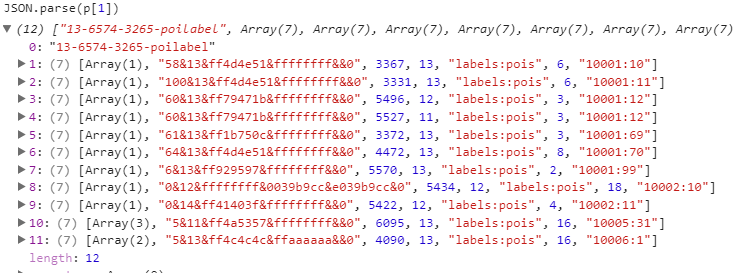 JSON.parse(p[1])
▼ (12) ["13-6574-3265-poilabel", Array(7), Array(7), Array(7), Array(7), Array(7), Array(7), Array(7)
0: "13-6574-3265-poilabel"
▶ 1: (7) [Array(1), "58&13&ff4d4e51&ffffffff&&0", 3367, 13, "labels:pois", 6, "10001:10"]
▶ 2: (7) [Array(1), "100&13&ff4d4e51&ffffffff&&0", 3331, 13, "labels:pois", 6, "10001:11"]
▶ 3: (7) [Array(1), "60&13&ff79471b&ffffffff&&0", 5496, 12, "labels:pois", 3, "10001:12"]
▶ 4: (7) [Array(1), "60&13&ff79471b&ffffffff&&0", 5527, 11, "labels:pois", 3, "10001:12"]
▶ 5: (7) [Array(1), "61&13&ff1b750c&ffffffff&&0", 3372, 13, "labels:pois", 3, "10001:69"]
▶ 6: (7) [Array(1), "64&13&ff4d4e51&ffffffff&&0", 4472, 13, "labels:pois", 8, "10001:70"]
▶ 7: (7) [Array(1), "6&13&ff929597&ffffffff&&0", 5570, 13, "labels:pois", 2, "10001:99"]
▶ 8: (7) [Array(1), "0&12&ffffffff&0039b9cc&e039b9cc&0", 5434, 12, "labels:pois", 18, "10002:10"]
▶ 9: (7) [Array(1), "0&14&ff41403f&ffffffff&&0", 5422, 12, "labels:pois", 4, "10002:11"]
▶ 10: (7) [Array(3), "5&11&ff4a5357&ffffffff&&0", 6095, 13, "labels:pois", 16, "10005:31"]
▶ 11: (7) [Array(2), "5&13&ff4c4c4c&ffaaaaaa&&0", 4090, 13, "labels:pois", 16, "10006:1"]
length: 12